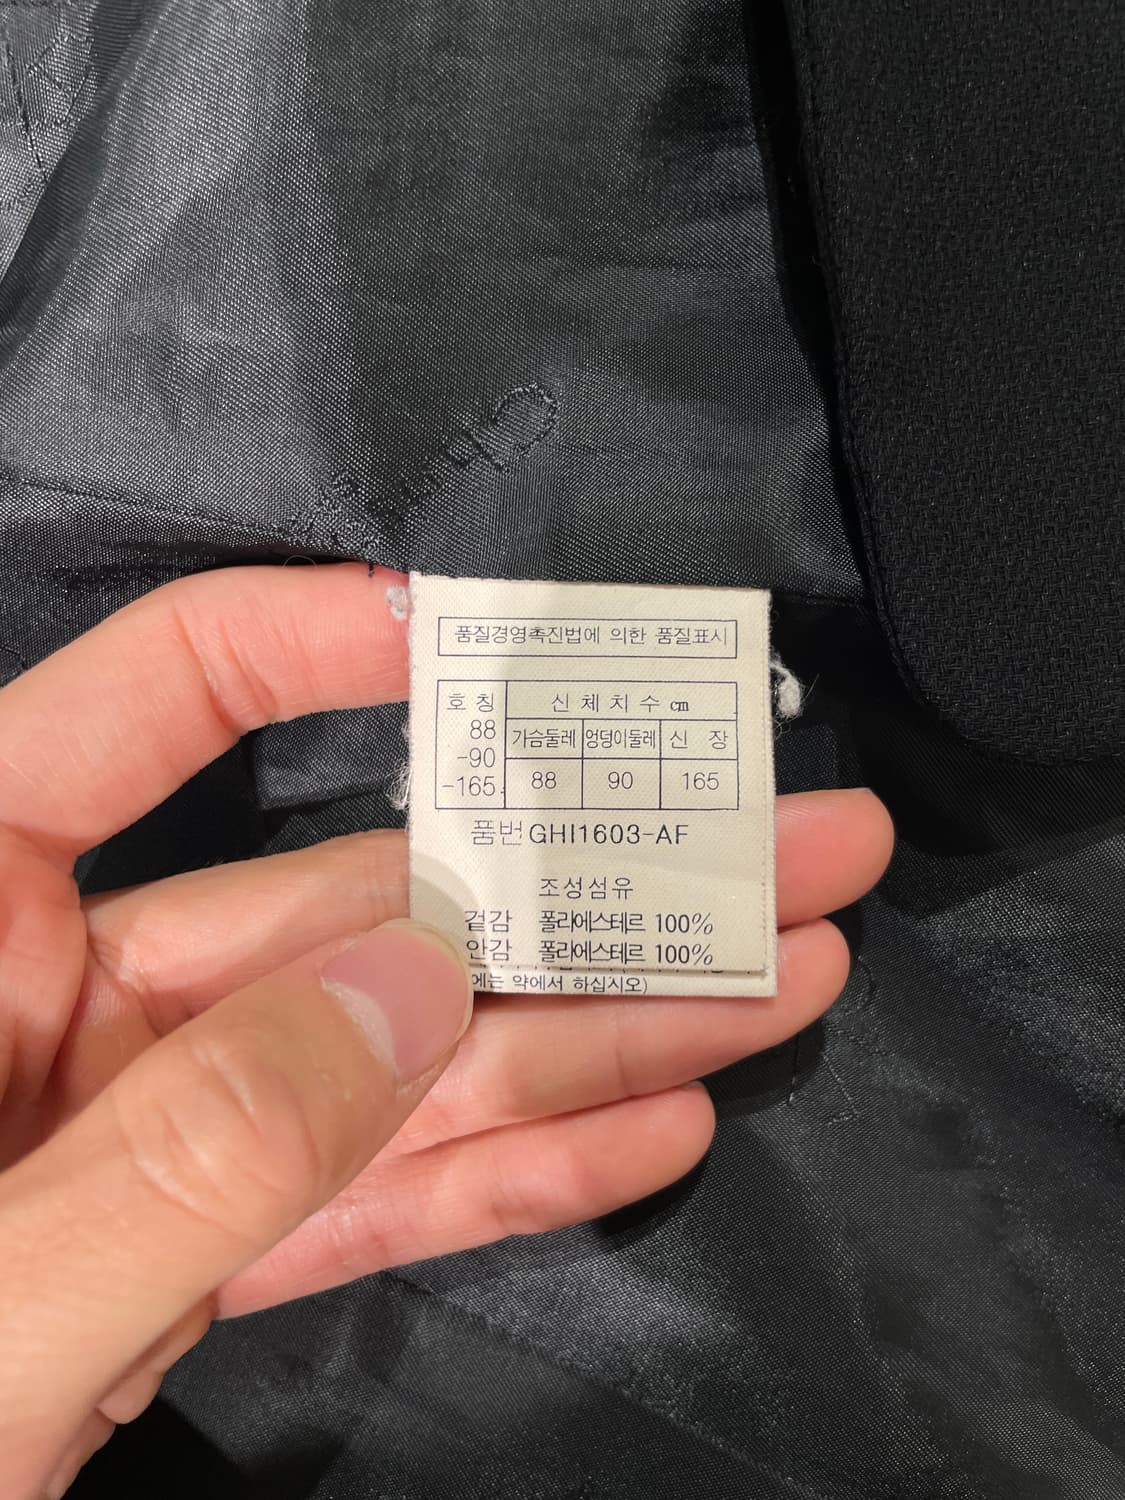 품질경영촉진법에 의한 품질표시
호칭 신체치수 cm
88 -90 -165.
가슴둘레 엉덩이둘레 신장
88 90 165
품번 GHI1603-AF
조성섬유
겉감 폴리에스테르 100%
안감 폴리에스테르 100%
에는 약에서 하십시오)